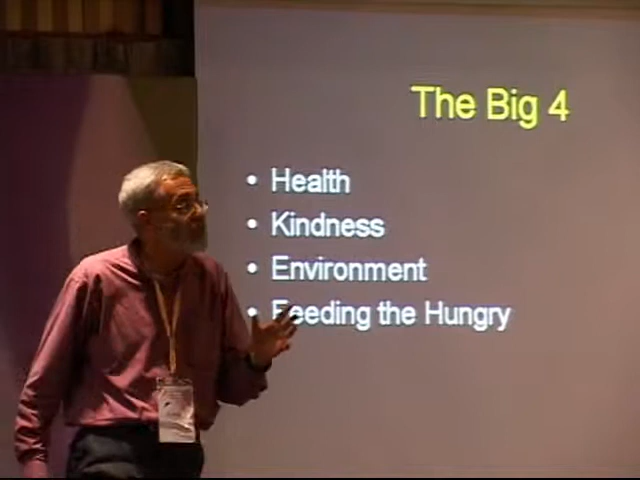 The Big 4
• Health
• Kindness
• Environment
• Feeding the Hungry